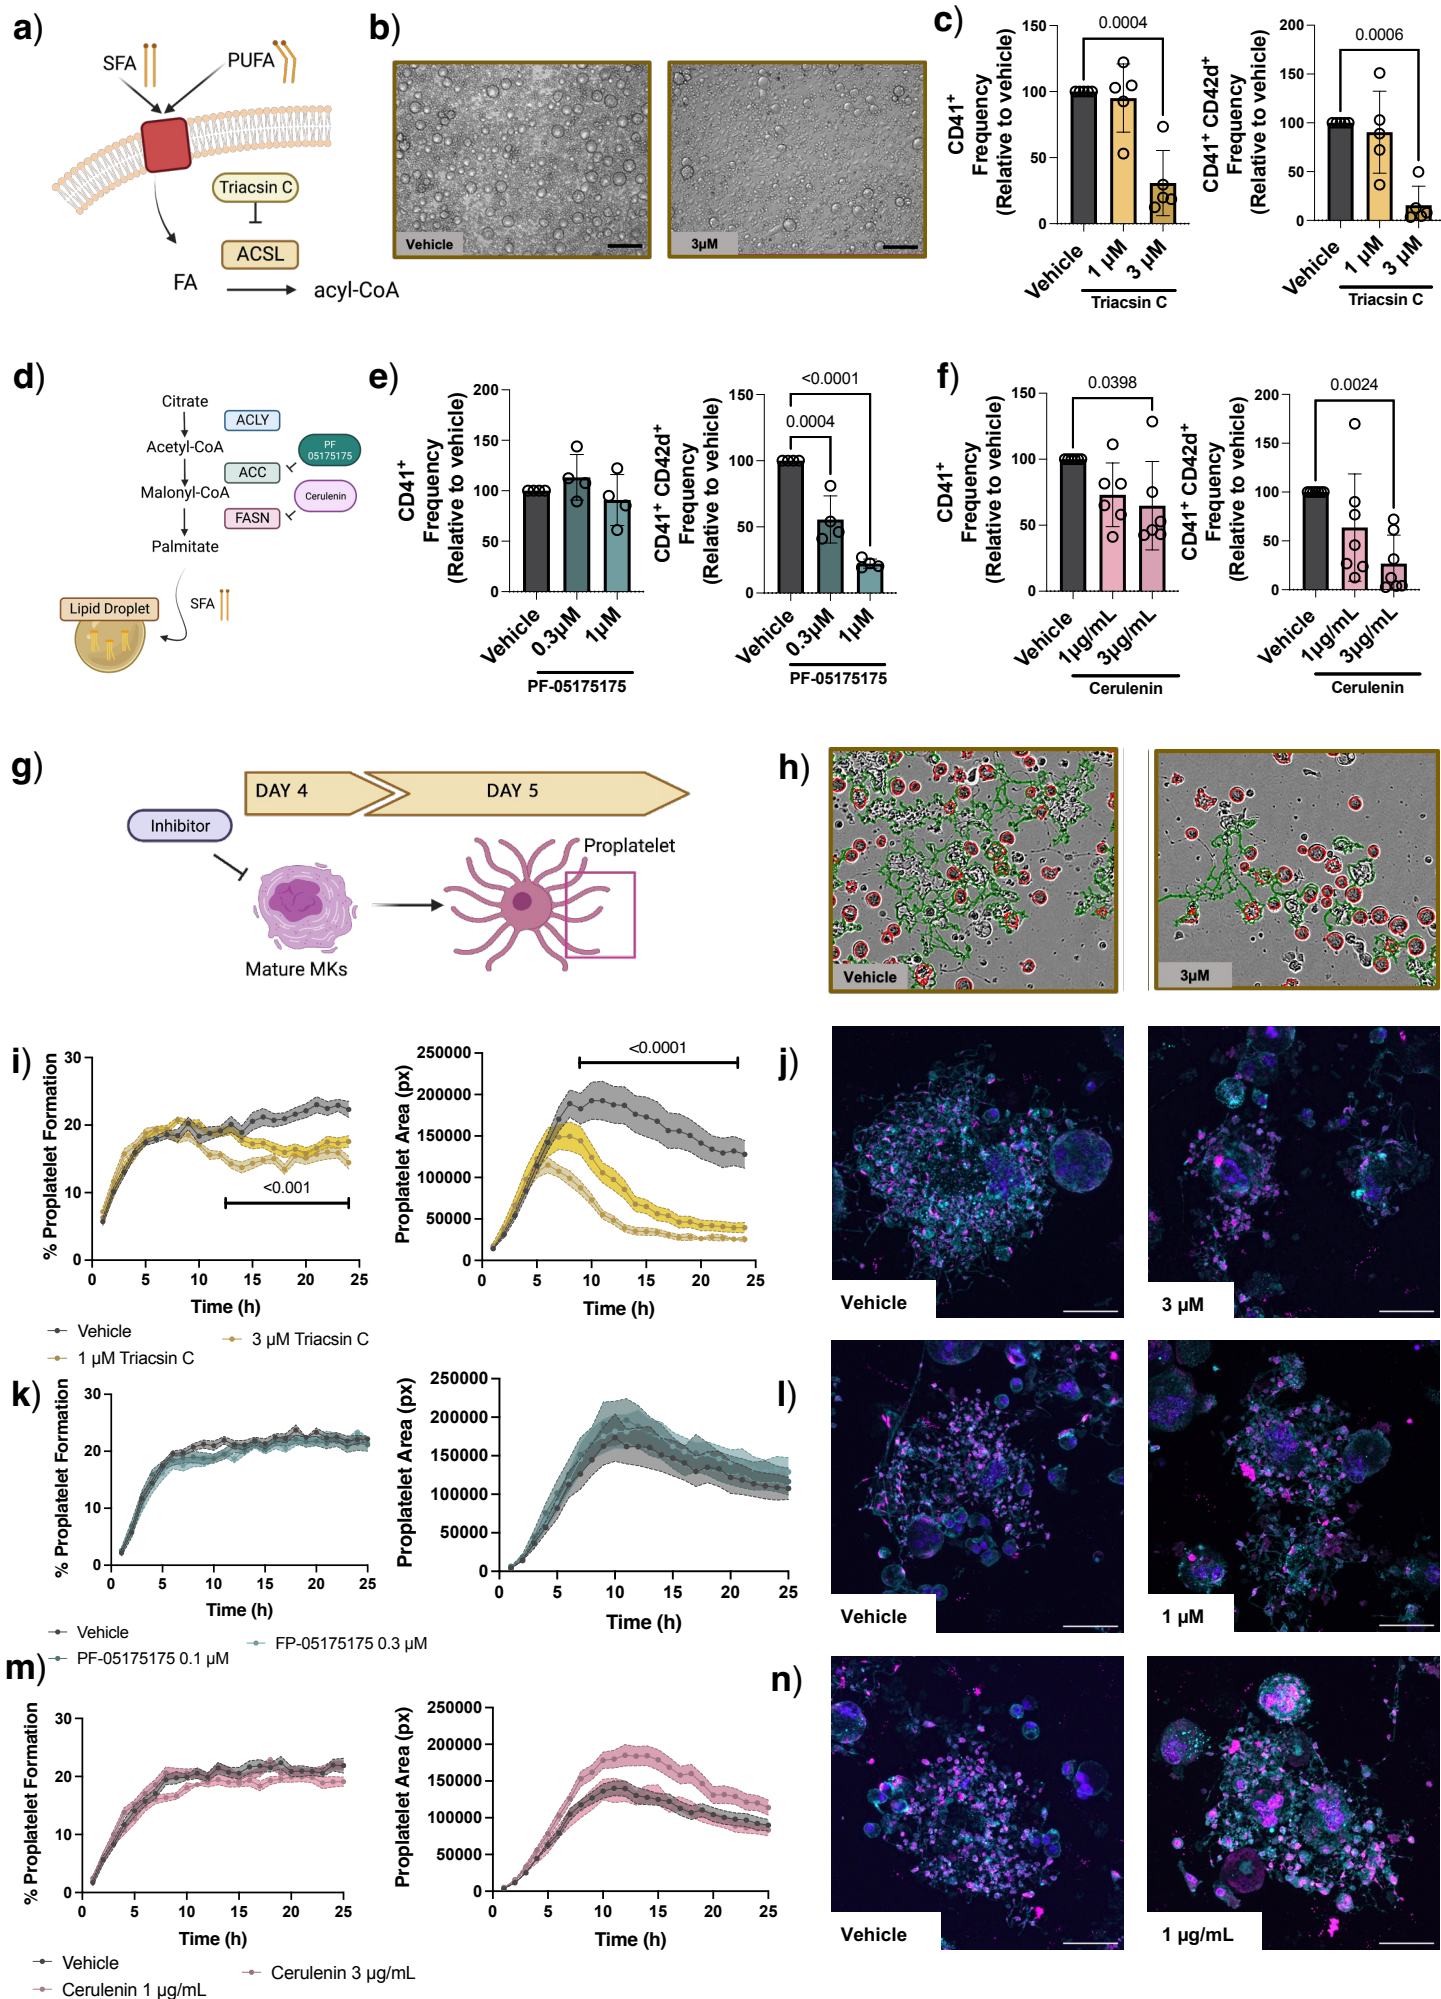 a)
SFA
PUFA
Triacsin C
ACSL
FA
acyl-CoA
b)
Vehicle
3µM
c)
CD41+
Frequency
(Relative to vehicle)
150
100
50
0
0.0004
Vehicle
1 µM
3 µM
Triacsin C
CD41+ CD42d+
Frequency
(Relative to vehicle)
200
150
100
50
0
0.0006
Vehicle
1 µM
3 µM
Triacsin C
d)
Citrate
ACLY
Acetyl-CoA
PF
05175175
ACC
Malonyl-CoA
Cerulenin
FASN
Palmitate
SFA
Lipid Droplet
e)
CD41+
Frequency
(Relative to vehicle)
200
150
100
50
0
Vehicle
0.3µM
1µM
PF-05175175
CD41+ CD42d+
Frequency
(Relative to vehicle)
150
100
50
0
<0.0001
0.0004
Vehicle
0.3µM
1µM
PF-05175175
f)
CD41+
Frequency
(Relative to vehicle)
150
100
50
0
0.0398
Vehicle
1µg/mL
3µg/mL
Cerulenin
CD41+ CD42d+
Frequency
(Relative to vehicle)
200
150
100
50
0
0.0024
Vehicle
1µg/mL
3µg/mL
Cerulenin
g)
DAY 4
DAY 5
Inhibitor
Proplatelet
Mature MKs
h)
Vehicle
3µM
i)
% Proplatelet Formation
30
20
10
0
<0.001
0 5 10 15 20 25
Time (h)
Proplatelet Area (px)
250000
200000
150000
100000
50000
0
<0.0001
0 5 10 15 20 25
Time (h)
Vehicle
3 µM Triacsin C
1 µM Triacsin C
j)
Vehicle
3 µM
k)
% Proplatelet Formation
30
20
10
0
0 5 10 15 20 25
Time (h)
Proplatelet Area (px)
250000
200000
150000
100000
50000
0
0 5 10 15 20 25
Time (h)
Vehicle
FP-05175175 0.3 µM
PF-05175175 0.1 µM
l)
Vehicle
1 µM
m)
% Proplatelet Formation
30
20
10
0
0 5 10 15 20 25
Time (h)
Proplatelet Area (px)
250000
200000
150000
100000
50000
0
0 5 10 15 20 25
Time (h)
Vehicle
Cerulenin 3 µg/mL
Cerulenin 1 µg/mL
n)
Vehicle
1 µg/mL